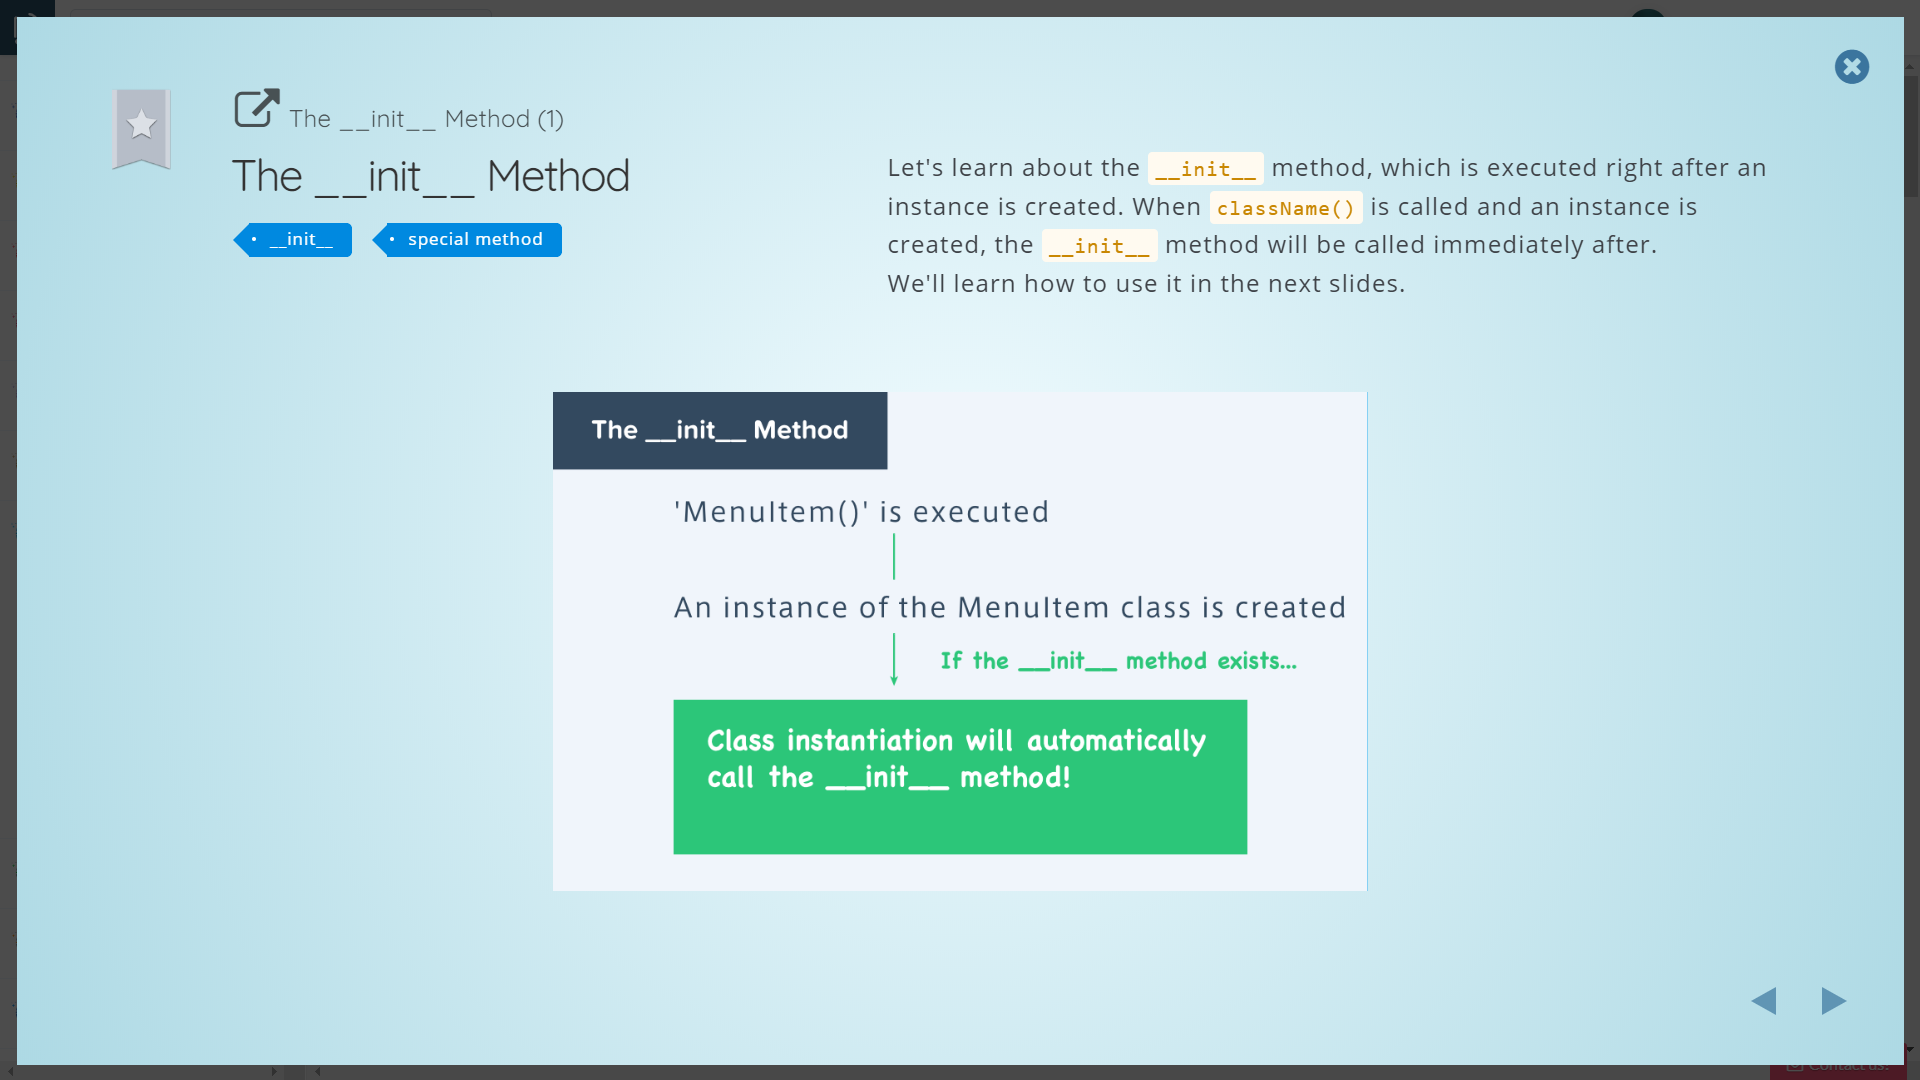 The __init__ Method (1)
The __init__ Method
• __init__
• special method
Let's learn about the __init__ method, which is executed right after an
instance is created. When className() is called and an instance is
created, the __init__ method will be called immediately after.
We'll learn how to use it in the next slides.
The __init__ Method
'MenuItem()' is executed
An instance of the MenuItem class is created
If the __init__ method exists...
Class instantiation will automatically
call the __init__ method!
Contact us!